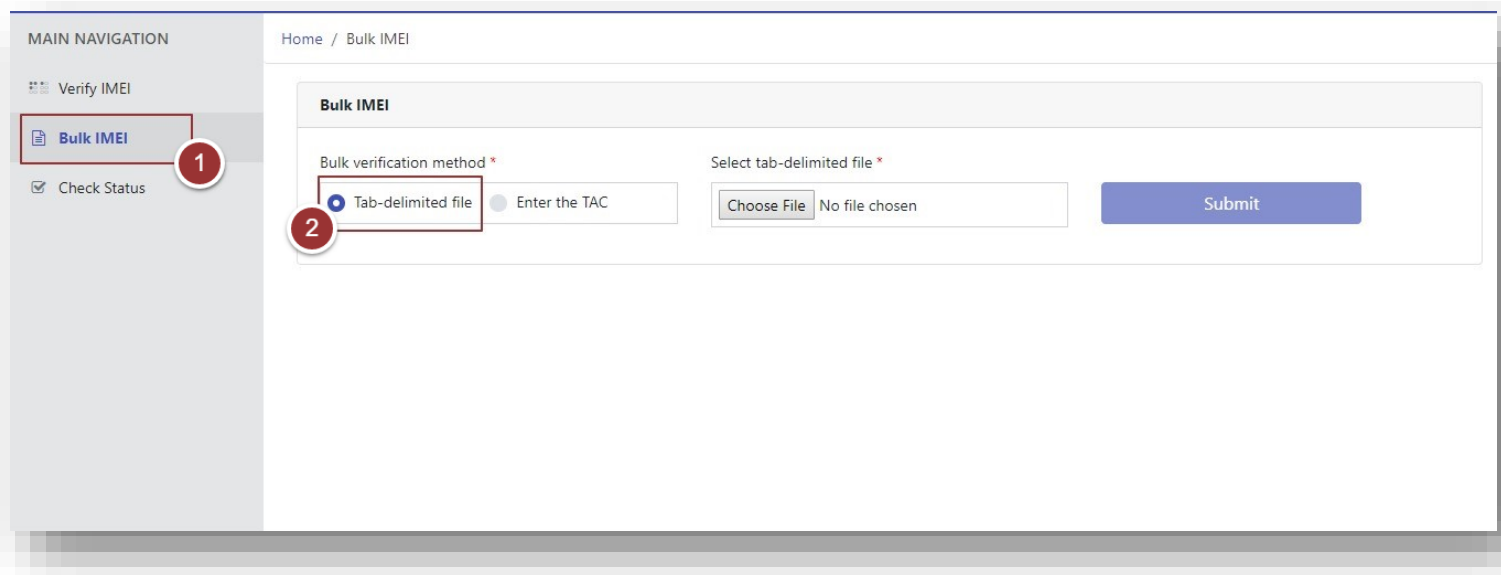 MAIN NAVIGATION
Verify IMEI
Bulk IMEI
1
Check Status
Home / Bulk IMEI
Bulk IMEI
Bulk verification method *
Tab-delimited file
Enter the TAC
2
Select tab-delimited file *
Choose File No file chosen
Submit